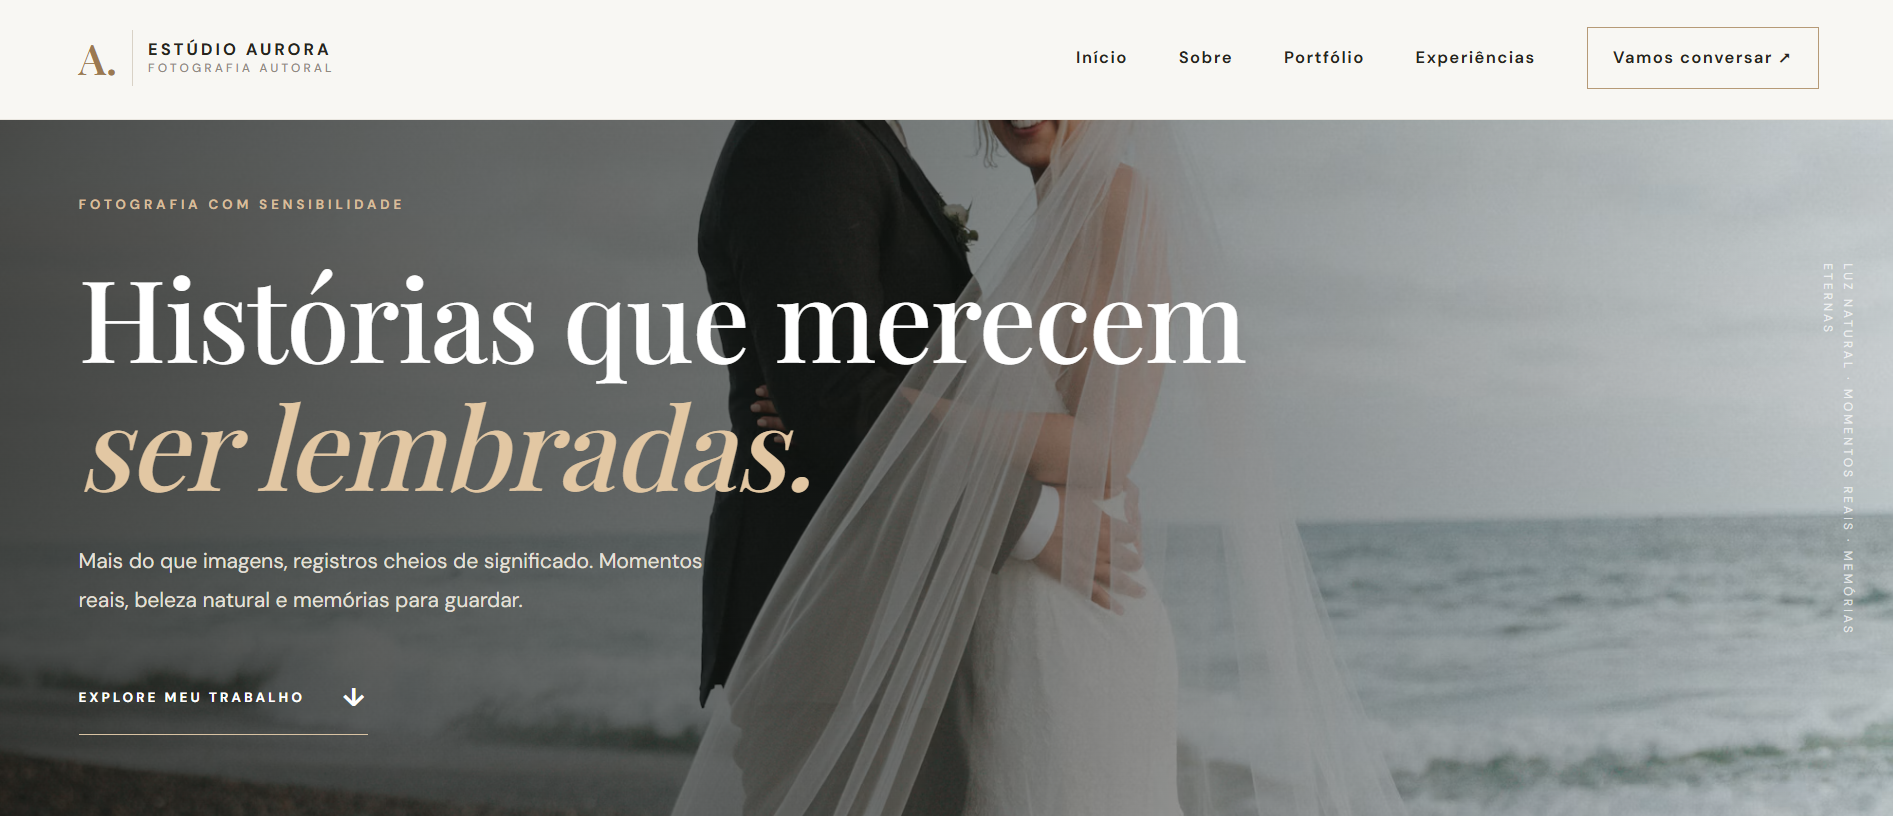 A.
ESTÚDIO AURORA
FOTOGRAFIA AUTORAL
Início
Sobre
Portfólio
Experiências
Vamos conversar ↗
FOTOGRAFIA COM SENSIBILIDADE
Histórias que merecem
ser lembradas.
Mais do que imagens, registros cheios de significado. Momentos
reais, beleza natural e memórias para guardar.
EXPLORE MEU TRABALHO ↓
LUZ NATURAL · MOMENTOS REAIS · MEMÓRIAS
ETERNAS